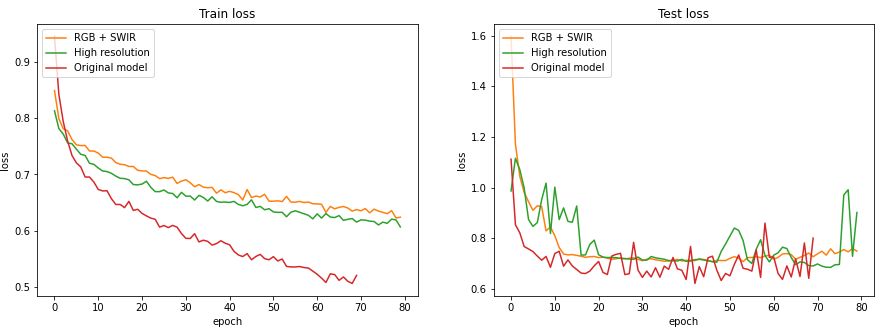 Train loss
RGB + SWIR
High resolution
Original model
loss
0.9
0.8
0.7
0.6
0.5
0 10 20 30 40 50 60 70 80
epoch
Test loss
RGB + SWIR
High resolution
Original model
loss
1.6
1.4
1.2
1.0
0.8
0.6
0 10 20 30 40 50 60 70 80
epoch